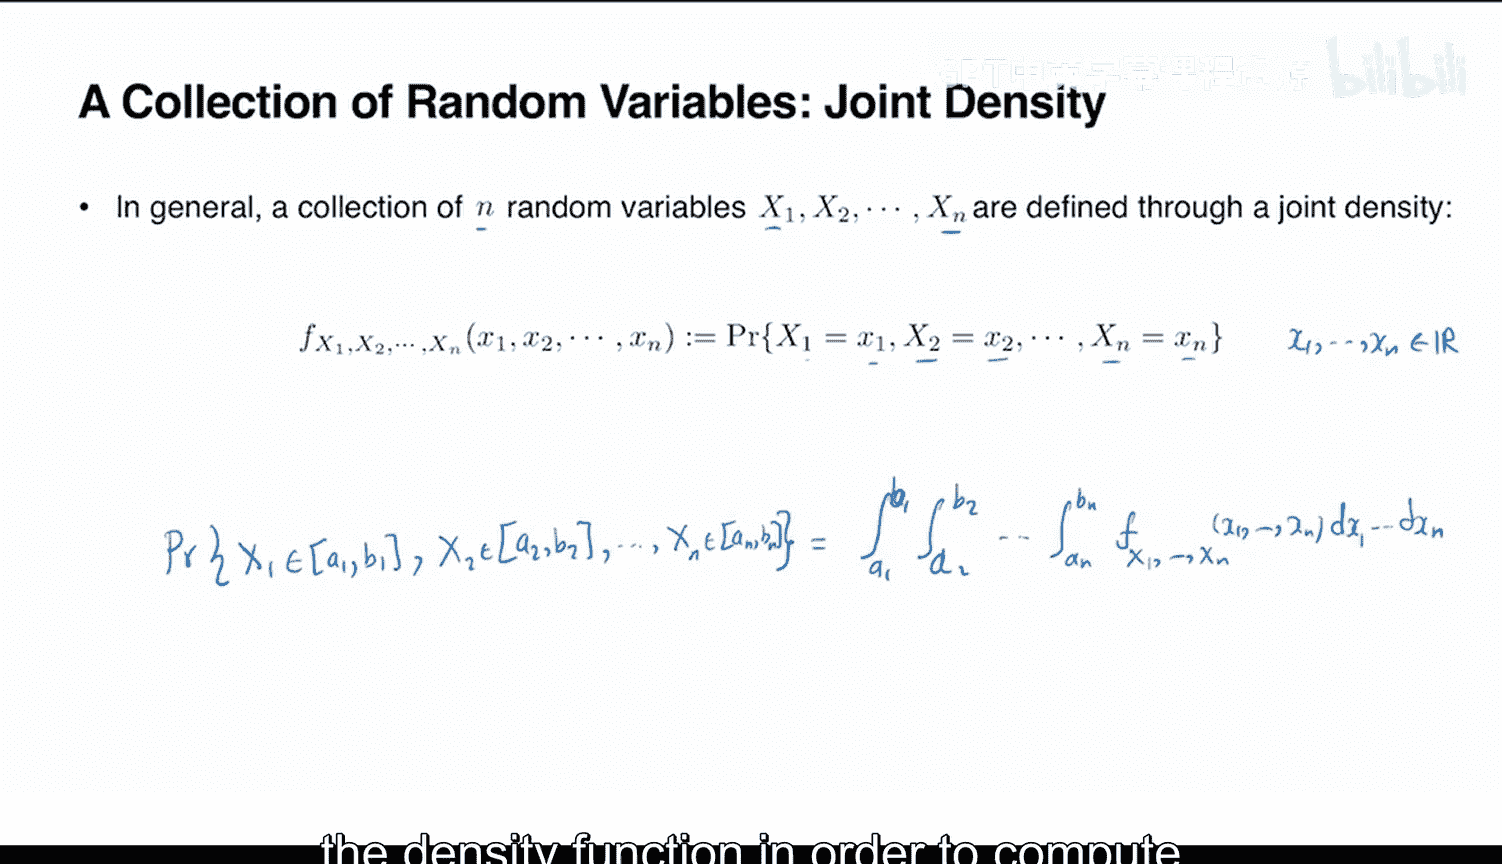 bilibili
A Collection of Random Variables: Joint Density
• In general, a collection of n random variables X₁, X₂, ⋯ , Xₙ are defined through a joint density:
f_{X₁,X₂,⋯,Xₙ}(x₁, x₂, ⋯ , xₙ) := Pr{X₁ = x₁, X₂ = x₂, ⋯ , Xₙ = xₙ} x₁, --, xₙ ∈ ℝ
Pr{X₁ ∈ [a₁, b₁], X₂ ∈ [a₂, b₂], ..., Xₙ ∈ [aₙ, bₙ]} = ∫_{a₁}^{b₁} ∫_{a₂}^{b₂} -- ∫_{aₙ}^{bₙ} f_{X₁, -, Xₙ} (x₁, -, xₙ) dx₁ -- dxₙ
the density function in order to compute